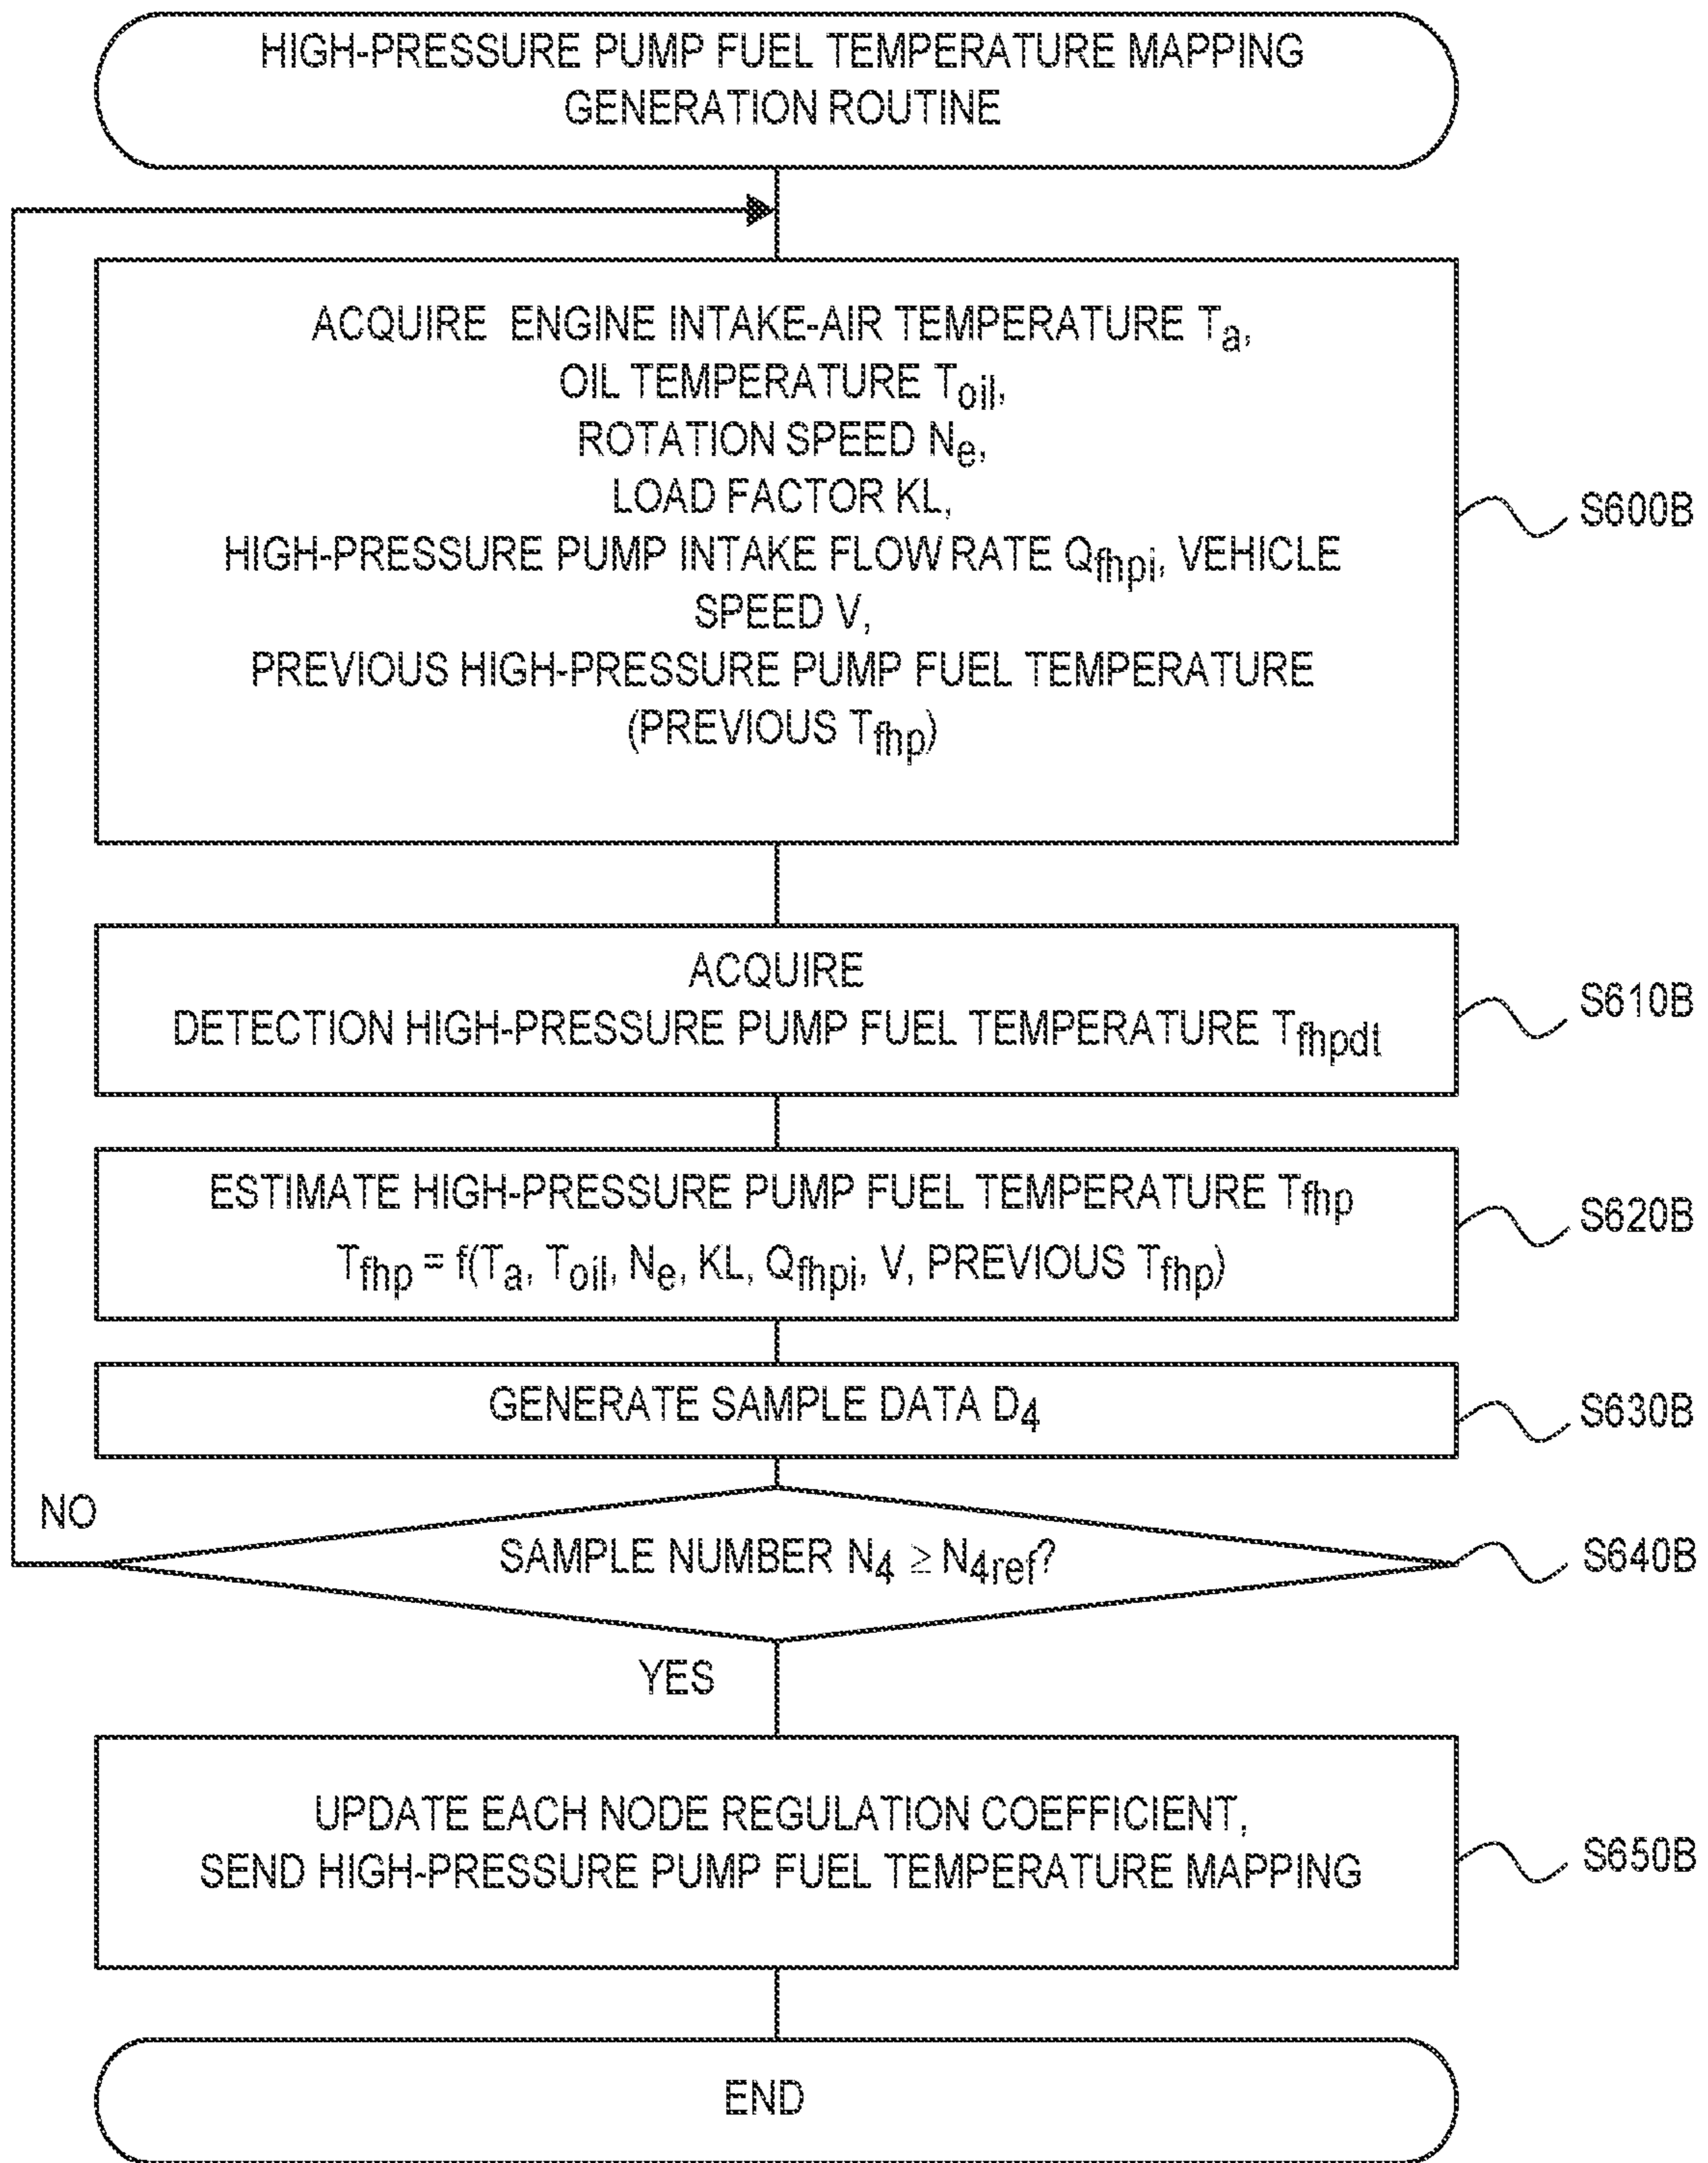 HIGH-PRESSURE PUMP FUEL TEMPERATURE MAPPING
GENERATION ROUTINE
ACQUIRE ENGINE INTAKE-AIR TEMPERATURE Ta,
OIL TEMPERATURE Toil,
ROTATION SPEED Ne,
LOAD FACTOR KL,
HIGH-PRESSURE PUMP INTAKE FLOW RATE Qfhpi, VEHICLE
SPEED V,
PREVIOUS HIGH-PRESSURE PUMP FUEL TEMPERATURE
(PREVIOUS Tfhp)
S600B
ACQUIRE
DETECTION HIGH-PRESSURE PUMP FUEL TEMPERATURE Tfhpdt
S610B
ESTIMATE HIGH-PRESSURE PUMP FUEL TEMPERATURE Tfhp
Tfhp = f(Ta, Toil, Ne, KL, Qfhpi, V, PREVIOUS Tfhp)
S620B
GENERATE SAMPLE DATA D4
S630B
NO
SAMPLE NUMBER N4 ≥ N4ref?
S640B
YES
UPDATE EACH NODE REGULATION COEFFICIENT,
SEND HIGH-PRESSURE PUMP FUEL TEMPERATURE MAPPING
S650B
END